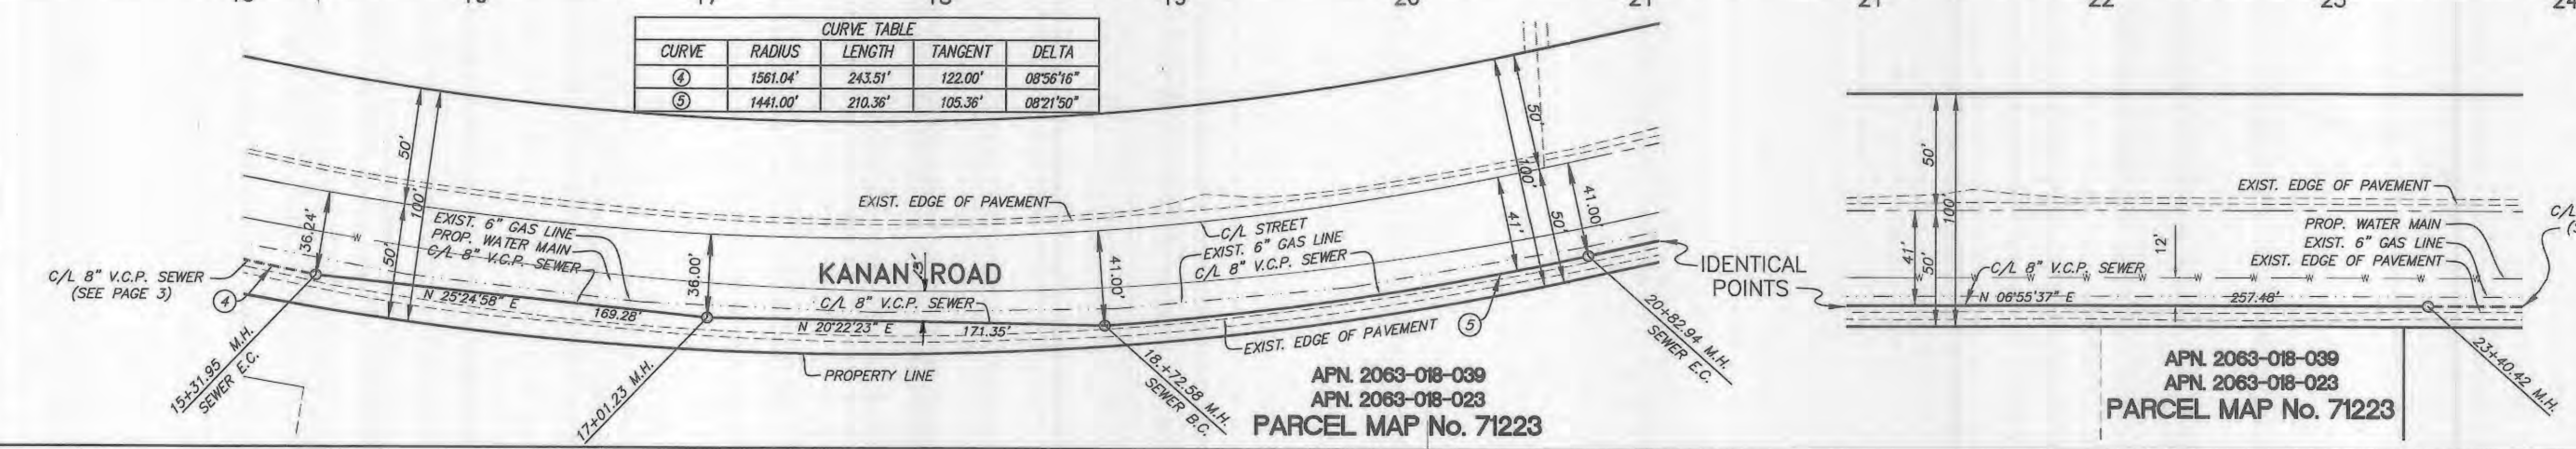 CURVE TABLE
CURVE RADIUS LENGTH TANGENT DELTA
④ 1561.04' 243.51' 122.00' 08°56'16"
⑤ 1441.00' 210.36' 105.36' 08°21'50"
50'
100'
50'
36.24'
EXIST. 6" GAS LINE
PROP. WATER MAIN
C/L 8" V.C.P. SEWER
W
C/L 8" V.C.P. SEWER
(SEE PAGE 3)
④
N 25°24'58" E
169.28'
15+31.95 M.H.
SEWER E.C.
36.00'
17+01.23 M.H.
EXIST. EDGE OF PAVEMENT
C/L STREET
KANAN ROAD
C/L 8" V.C.P. SEWER
N 20°22'23" E
171.35'
PROPERTY LINE
41.00'
EXIST. 6" GAS LINE
C/L 8" V.C.P. SEWER
18.+72.58 M.H.
SEWER B.C.
EXIST. EDGE OF PAVEMENT
⑤
50'
100'
41'
50'
41.00'
20+82.94 M.H.
SEWER E.C.
APN. 2063-018-039
APN. 2063-018-023
PARCEL MAP No. 71223
IDENTICAL
POINTS
50'
100'
41'
50'
EXIST. EDGE OF PAVEMENT
PROP. WATER MAIN
EXIST. 6" GAS LINE
EXIST. EDGE OF PAVEMENT
12'
C/L 8" V.C.P. SEWER
W W W W W W W W W
N 06°55'37" E
257.48'
23+40.42 M.H.
APN. 2063-018-039
APN. 2063-018-023
PARCEL MAP No. 71223
C/L